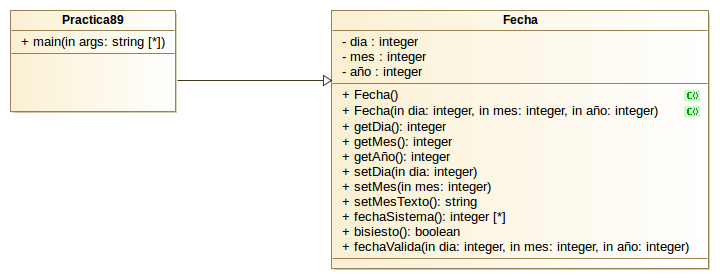 Practica89
+ main(in args: string [*])
Fecha
- dia : integer
- mes : integer
- año : integer
+ Fecha()
+ Fecha(in dia: integer, in mes: integer, in año: integer)
+ getDia(): integer
+ getMes(): integer
+ getAño(): integer
+ setDia(in dia: integer)
+ setMes(in mes: integer)
+ setMesTexto(): string
+ fechaSistema(): integer [*]
+ bisiesto(): boolean
+ fechaValida(in dia: integer, in mes: integer, in año: integer)